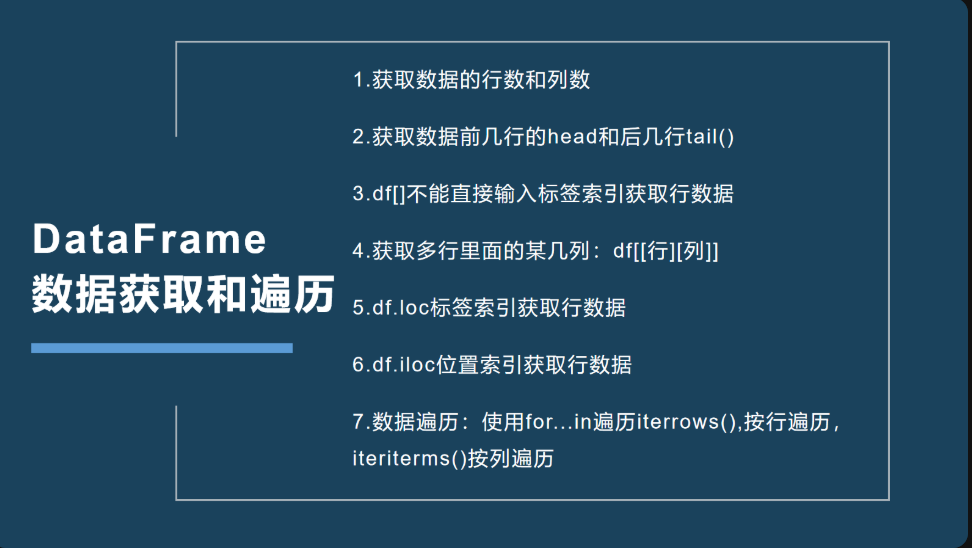 DataFrame
数据获取和遍历
1.获取数据的行数和列数
2.获取数据前几行的head和后几行tail()
3.df[]不能直接输入标签索引获取行数据
4.获取多行里面的某几列：df[[行][列]]
5.df.loc标签索引获取行数据
6.df.iloc位置索引获取行数据
7.数据遍历：使用for...in遍历iterrows(),按行遍历，
iteriterms()按列遍历